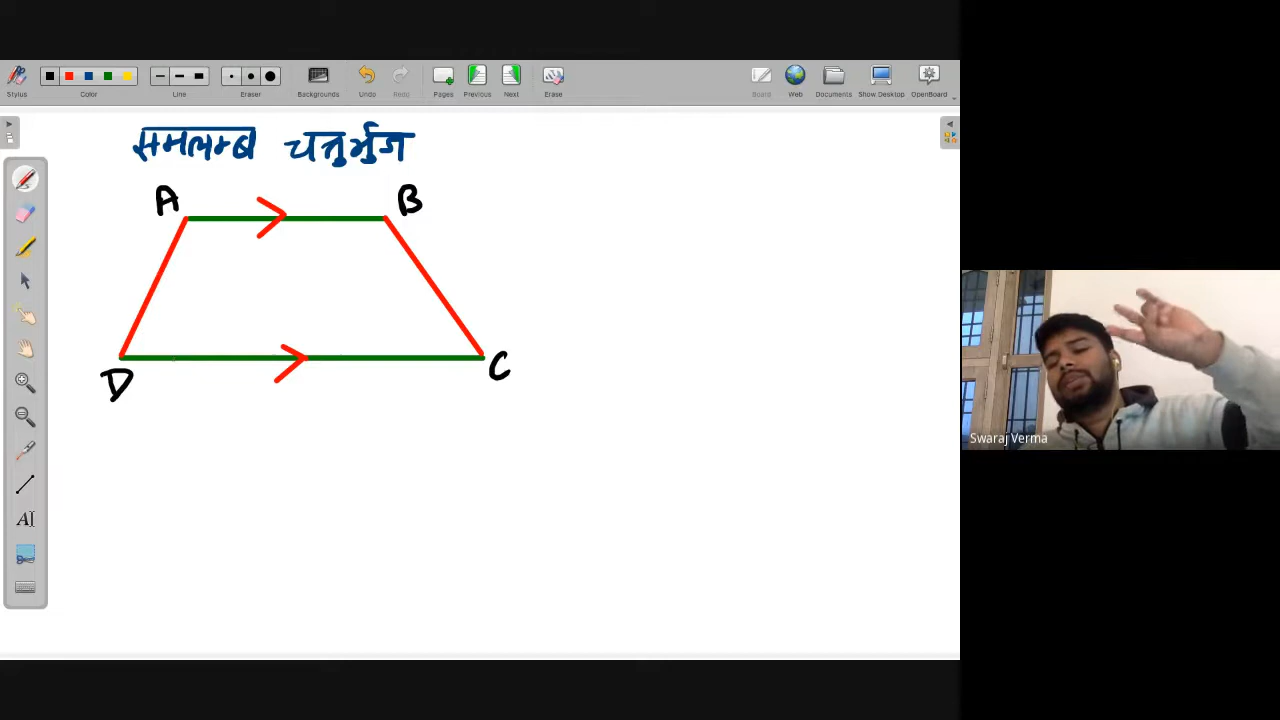 Stylus
Color
Line
Eraser
Backgrounds
Undo
Redo
Pages
Previous
Next
Erase
Board
Web
Documents
Show Desktop
OpenBoard
समलम्ब चतुर्भुज
A
B
D
C
AI
Swaraj Verma